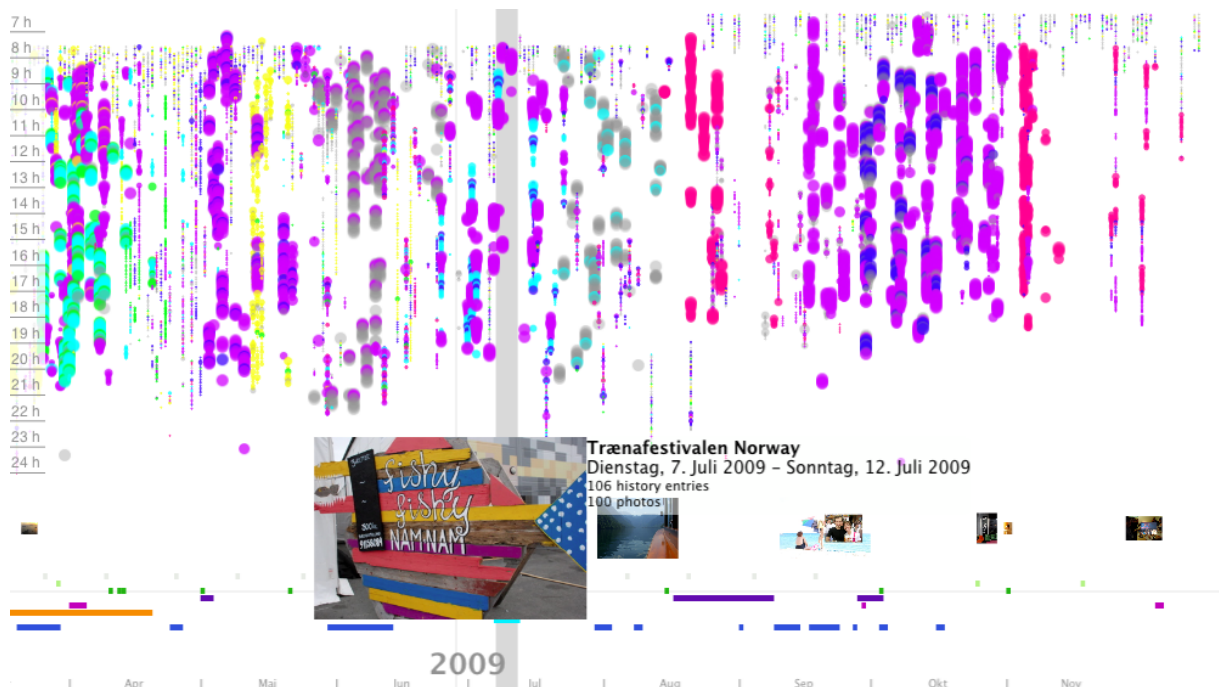 7 h
8 h
9 h
10 h
11 h
12 h
13 h
14 h
15 h
16 h
17 h
18 h
19 h
20 h
21 h
22 h
23 h
24 h
fishy
fishy
NAMNAM
Trænafestivalen Norway
Dienstag, 7. Juli 2009 – Sonntag, 12. Juli 2009
106 history entries
100 photos
2009
Apr
Mai
Jun
Jul
Aug
Sep
Okt
Nov